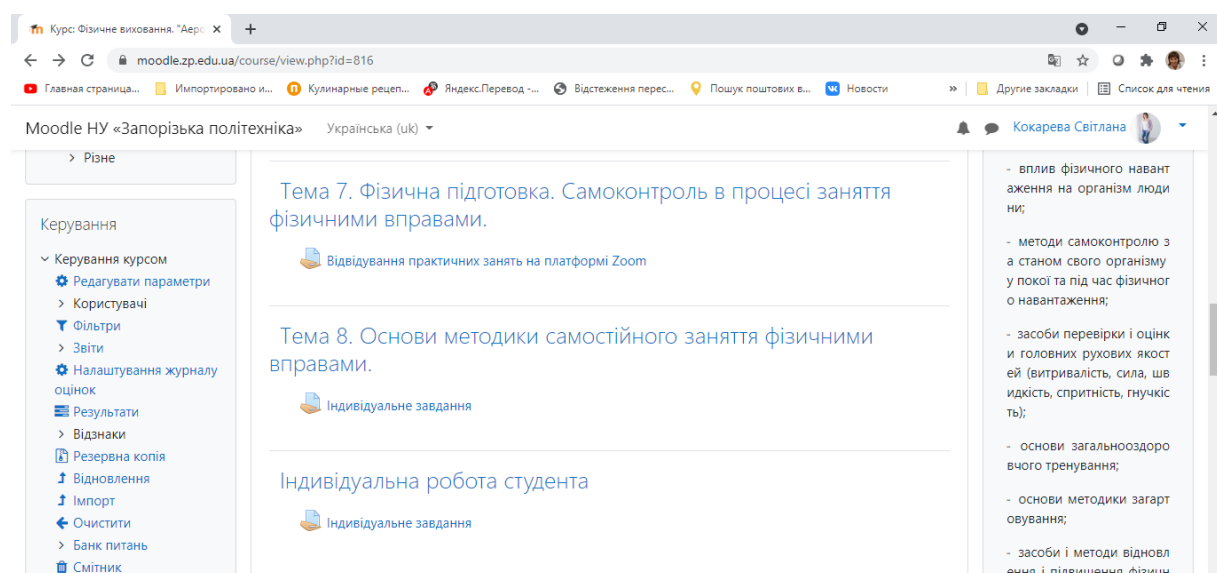 Курс: Фізичне виховання. "Аеро
moodle.zp.edu.ua/course/view.php?id=816
Главная страница...
Импортировано и...
Кулинарные рецеп...
Яндекс.Перевод -...
Відстеження перес...
Пошук поштових в...
Новости
»
Другие закладки
Список для чтения
Moodle НУ «Запорізька політехніка»
Українська (uk)
Кокарева Світлана
Різне
Керування
Керування курсом
Редагувати параметри
Користувачі
Фільтри
Звіти
Налаштування журналу
оцінок
Результати
Відзнаки
Резервна копія
Відновлення
Імпорт
Очистити
Банк питань
Смітник
Тема 7. Фізична підготовка. Самоконтроль в процесі заняття
фізичними вправами.
Відвідування практичних занять на платформі Zoom
Тема 8. Основи методики самостійного заняття фізичними
вправами.
Індивідуальне завдання
Індивідуальна робота студента
Індивідуальне завдання
- вплив фізичного навант
аження на організм люди
ни;
- методи самоконтролю з
а станом свого організму
у покої та під час фізичног
о навантаження;
- засоби перевірки і оцінк
и головних рухових якост
ей (витривалість, сила, шв
идкість, спритність, гнучкіс
ть);
- основи загальнооздоро
вчого тренування;
- основи методики загарт
овування;
- засоби і методи відновл
ення і підвищення фізичн